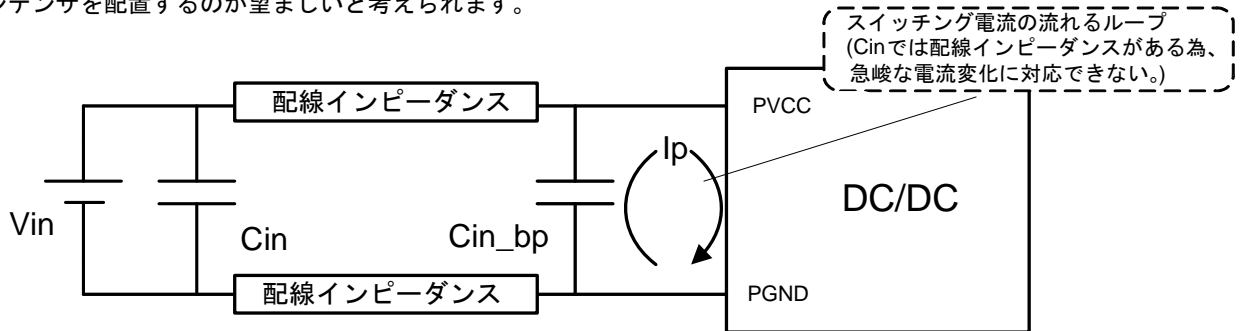 ンデンサを配置するのが望ましいと考えられます。
スイッチング電流の流れるループ
(Cinでは配線インピーダンスがある為、
急峻な電流変化に対応できない。)
配線インピーダンス
PVCC
Ip
DC/DC
Vin
Cin
Cin_bp
配線インピーダンス
PGND